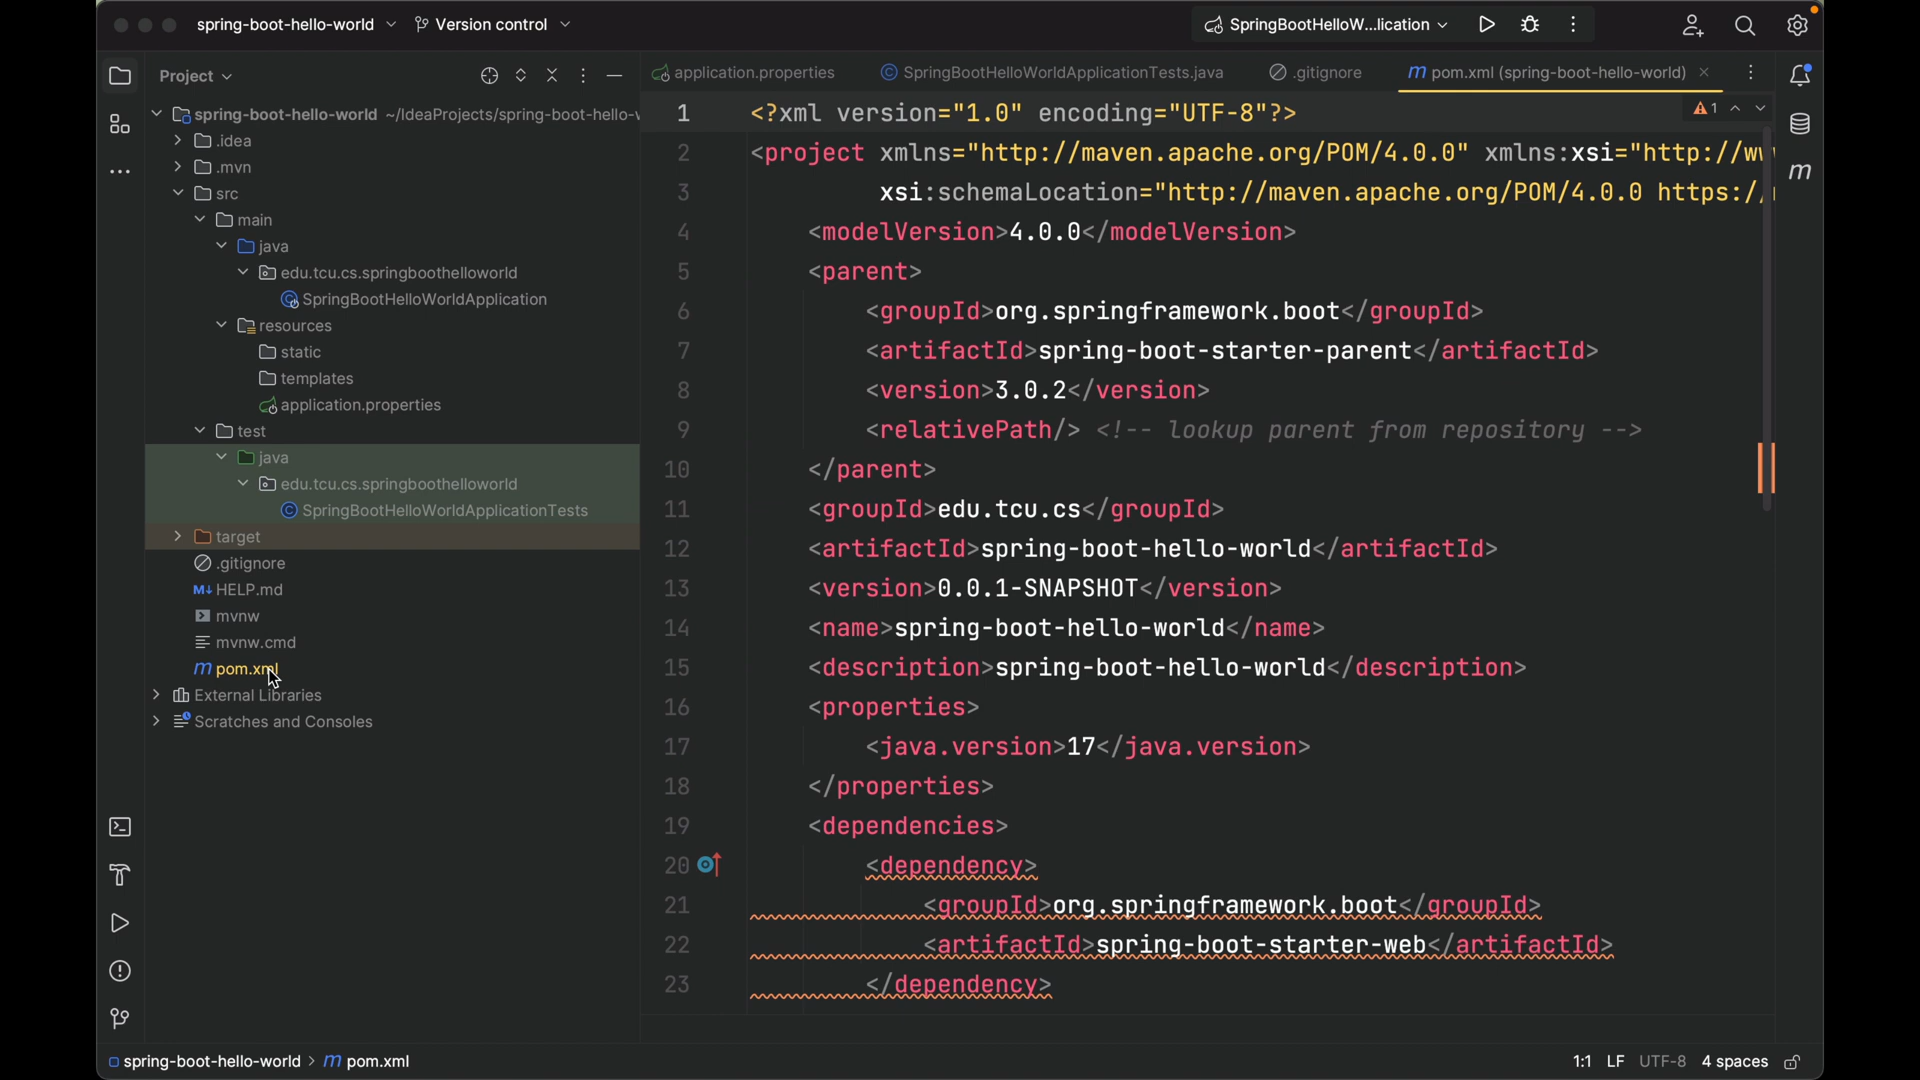 spring-boot-hello-world
Version control
SpringBootHelloW...lication
Project
application.properties
SpringBootHelloWorldApplicationTests.java
.gitignore
pom.xml (spring-boot-hello-world)
spring-boot-hello-world ~/IdeaProjects/spring-boot-hello-
.idea
.mvn
src
main
java
edu.tcu.cs.springboothelloworld
SpringBootHelloWorldApplication
resources
static
templates
application.properties
test
java
edu.tcu.cs.springboothelloworld
SpringBootHelloWorldApplicationTests
target
.gitignore
HELP.md
mvnw
mvnw.cmd
pom.xml
External Libraries
Scratches and Consoles
1 <?xml version="1.0" encoding="UTF-8"?>
1
2 <project xmlns="http://maven.apache.org/POM/4.0.0" xmlns:xsi="http://w
3 xsi:schemaLocation="http://maven.apache.org/POM/4.0.0 https:/
4 <modelVersion>4.0.0</modelVersion>
5 <parent>
6 <groupId>org.springframework.boot</groupId>
7 <artifactId>spring-boot-starter-parent</artifactId>
8 <version>3.0.2</version>
9 <relativePath/> <!-- lookup parent from repository -->
10 </parent>
11 <groupId>edu.tcu.cs</groupId>
12 <artifactId>spring-boot-hello-world</artifactId>
13 <version>0.0.1-SNAPSHOT</version>
14 <name>spring-boot-hello-world</name>
15 <description>spring-boot-hello-world</description>
16 <properties>
17 <java.version>17</java.version>
18 </properties>
19 <dependencies>
20 <dependency>
21 <groupId>org.springframework.boot</groupId>
22 <artifactId>spring-boot-starter-web</artifactId>
23 </dependency>
spring-boot-hello-world > pom.xml
1:1 LF UTF-8 4 spaces